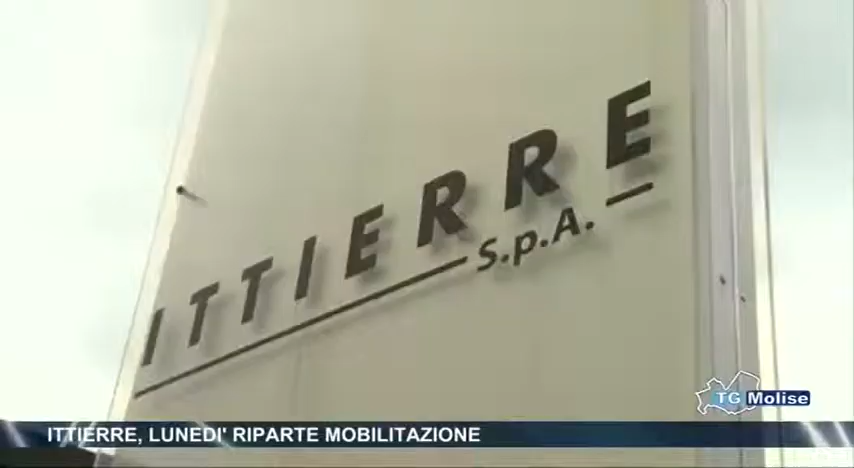 ITTIERRE
S.p.A.
TG Molise
ITTIERRE, LUNEDI' RIPARTE MOBILITAZIONE